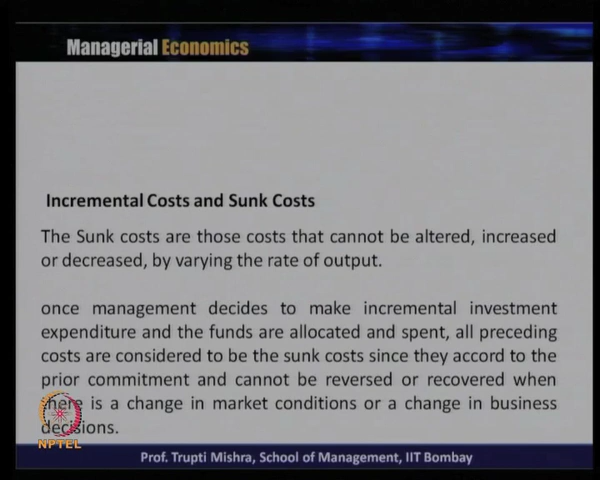 Managerial Economics
Incremental Costs and Sunk Costs
The Sunk costs are those costs that cannot be altered, increased
or decreased, by varying the rate of output.
once management decides to make incremental investment
expenditure and the funds are allocated and spent, all preceding
costs are considered to be the sunk costs since they accord to the
prior commitment and cannot be reversed or recovered when
there is a change in market conditions or a change in business
decisions.
NPTEL
Prof. Trupti Mishra, School of Management, IIT Bombay